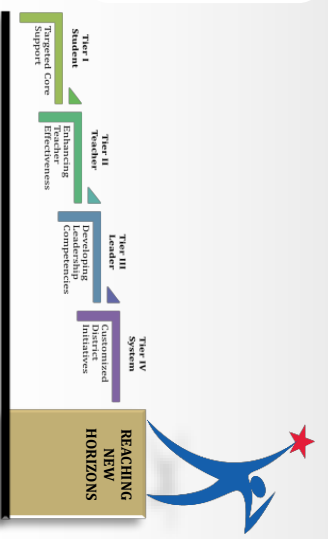 Tier I
Student
Targeted Core
Support
Tier II
Teacher
Enhancing
Teacher
Effectiveness
Tier III
Leader
Developing
Leadership
Competencies
Tier IV
System
Customized
District
Initiatives
REACHING
NEW
HORIZONS